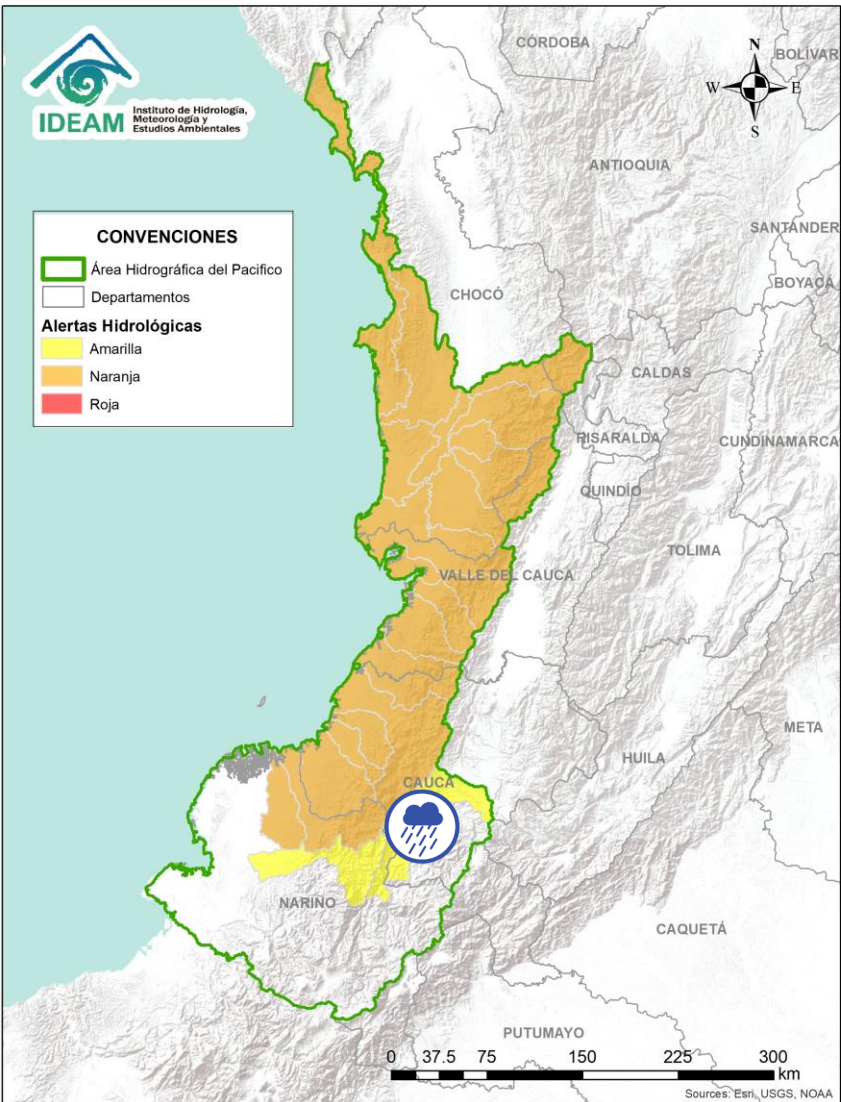 IDEAM
Instituto de Hidrología,
Meteorología y
Estudios Ambientales
N
W
E
S
CÓRDOBA
BOLÍVAR
ANTIOQUIA
SANTANDER
BOYACÁ
CHOCÓ
CALDAS
RISARALDA
CUNDINAMARCA
QUINDÍO
TOLIMA
VALLE DEL CAUCA
META
HUILA
CAUCA
NARIÑO
CAQUETÁ
PUTUMAYO
CONVENCIONES
Área Hidrográfica del Pacifico
Departamentos
Alertas Hidrológicas
Amarilla
Naranja
Roja
0 37.5 75 150 225 300
km
Sources: Esri, USGS, NOAA